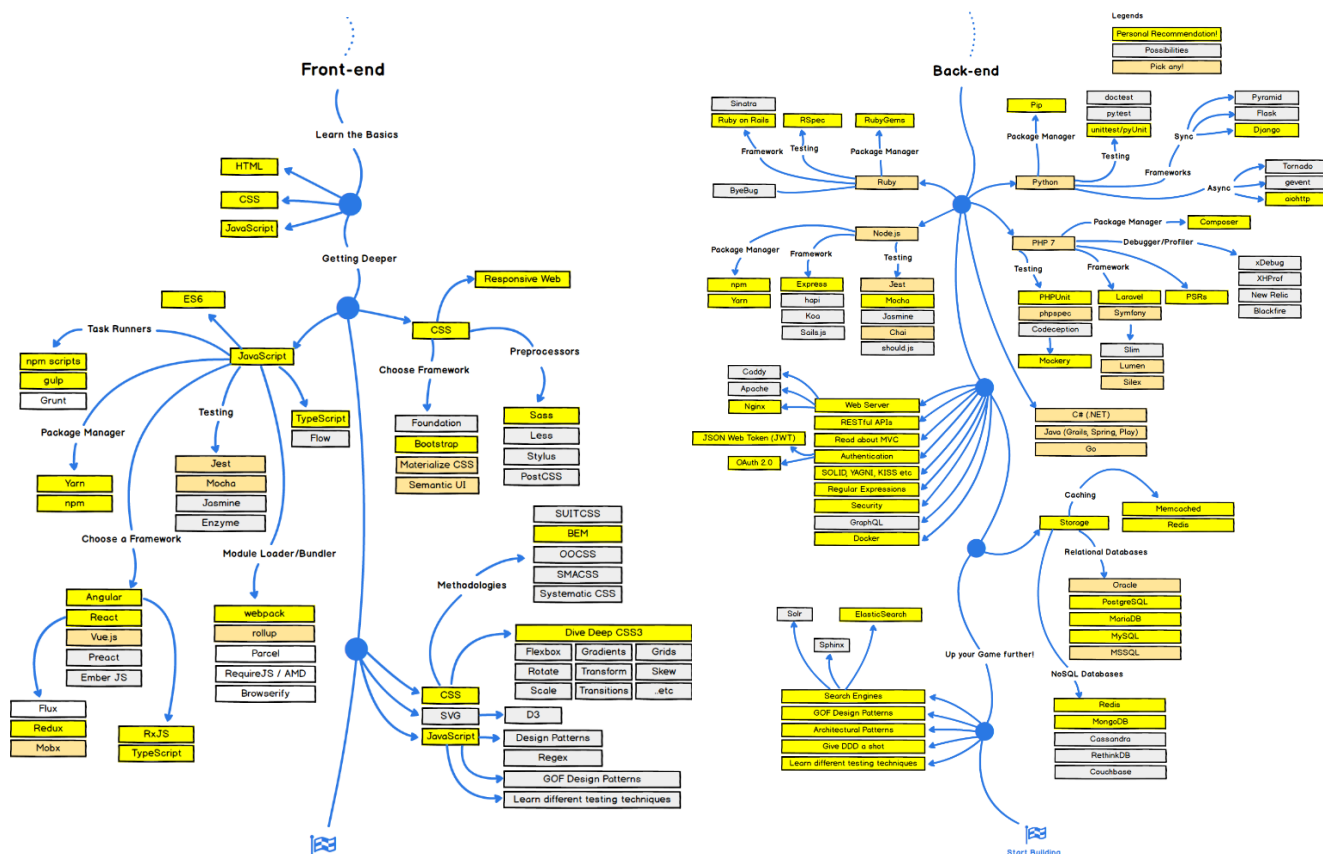 Front-end
Learn the Basics
HTML
CSS
JavaScript
Getting Deeper
Responsive Web
ES6
CSS
Task Runners
JavaScript
Preprocessors
npm scripts
gulp
Grunt
Choose Framework
Testing
TypeScript
Flow
Foundation
Bootstrap
Materialize CSS
Semantic UI
Sass
Less
Stylus
PostCSS
Package Manager
Yarn
npm
Jest
Mocha
Jasmine
Enzyme
Choose a Framework
Module Loader/Bundler
SUITCSS
BEM
OOCSS
SMACSS
Systematic CSS
Methodologies
Angular
React
Vue.js
Preact
Ember JS
webpack
rollup
Parcel
RequireJS / AMD
Browserify
Flux
Redux
Mobx
RxJS
TypeScript
Dive Deep CSS3
Flexbox Gradients Grids
Rotate Transform Skew
Scale Transitions ..etc
CSS
SVG
D3
JavaScript
Design Patterns
Regex
GOF Design Patterns
Learn different testing techniques
Legends
Personal Recommendation!
Possibilities
Pick any!
Back-end
Sinatra
Ruby on Rails
RSpec
RubyGems
Framework
Testing
Package Manager
ByeBug
Ruby
Pip
doctest
pytest
unittest/pyUnit
Pyramid
Flask
Django
Package Manager
Testing
Sync
Frameworks
Python
Async
Tornado
gevent
aiohttp
Node.js
Package Manager
Framework
Testing
npm
Yarn
Express
hapi
Koa
Sails.js
Jest
Mocha
Jasmine
Chai
should.js
PHP 7
Package Manager
Composer
Debugger/Profiler
xDebug
XHProf
New Relic
Blackfire
Testing
Framework
PHPUnit
phpspec
Codeception
Mockery
Laravel
Symfony
PSRs
Slim
Lumen
Silex
C# (.NET)
Java (Grails, Spring, Play)
Go
Caddy
Apache
Nginx
JSON Web Token (JWT)
OAuth 2.0
Web Server
RESTful APIs
Read about MVC
Authentication
SOLID, YAGNI, KISS etc
Regular Expressions
Security
GraphQL
Docker
Caching
Storage
Memcached
Redis
Relational Databases
Oracle
PostgreSQL
MariaDB
MySQL
MSSQL
Up your Game further!
NoSQL Databases
Redis
MongoDB
Cassandra
RethinkDB
Couchbase
Solr
Sphinx
ElasticSearch
Search Engines
GOF Design Patterns
Architectural Patterns
Give DDD a shot
Learn different testing techniques
Start Building